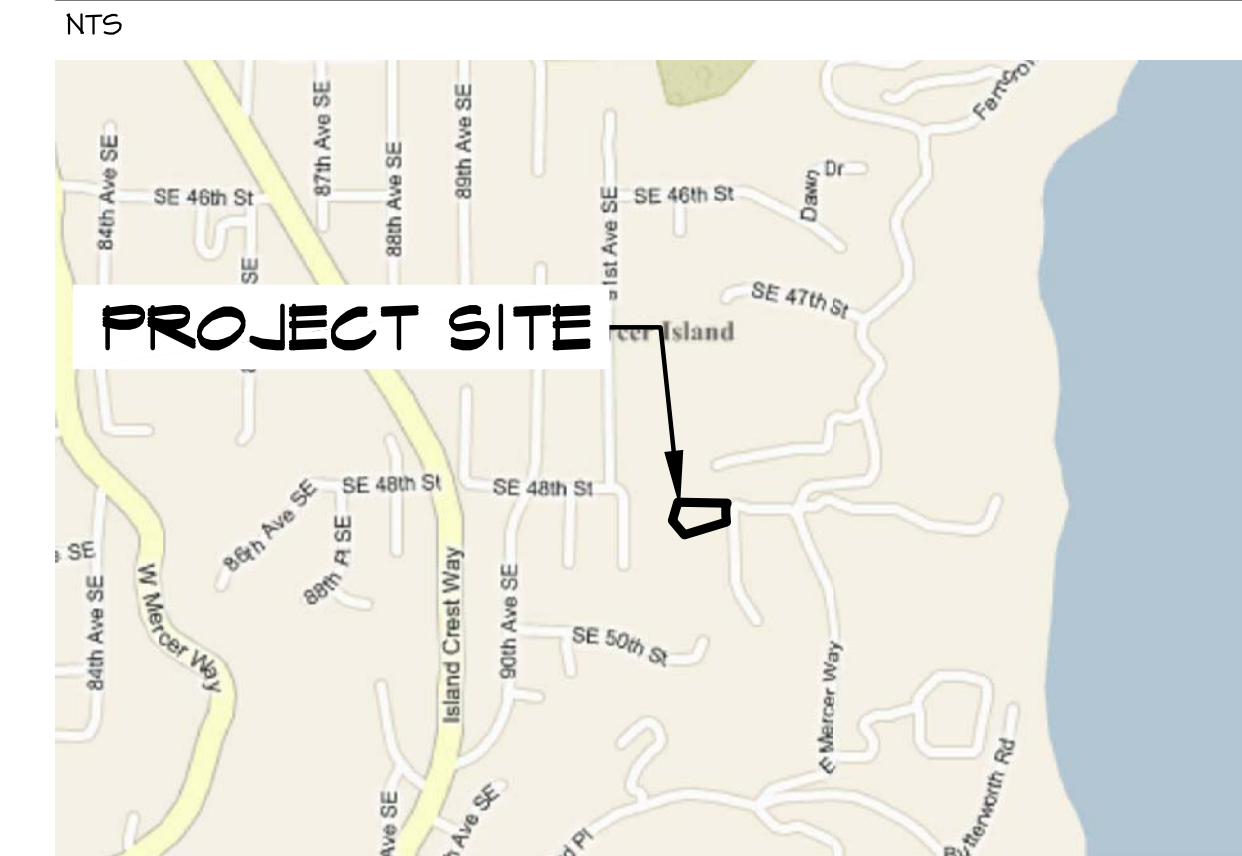 NTS
Ferncroft
84th Ave SE
87th Ave SE
88th Ave SE
89th Ave SE
SE 46th St
SE 46th St
Dawn Dr
1st Ave SE
SE
SE 47th St
PROJECT SITE
rcer Island
SE 48th St
SE 48th St
86th Ave SE
88th Pl SE
SE
84th Ave SE
W Mercer Way
Island Crest Way
90th Ave SE
SE 50th St
E Mercer Way
Butterworth Rd
Ave SE
Ave SE
Pl